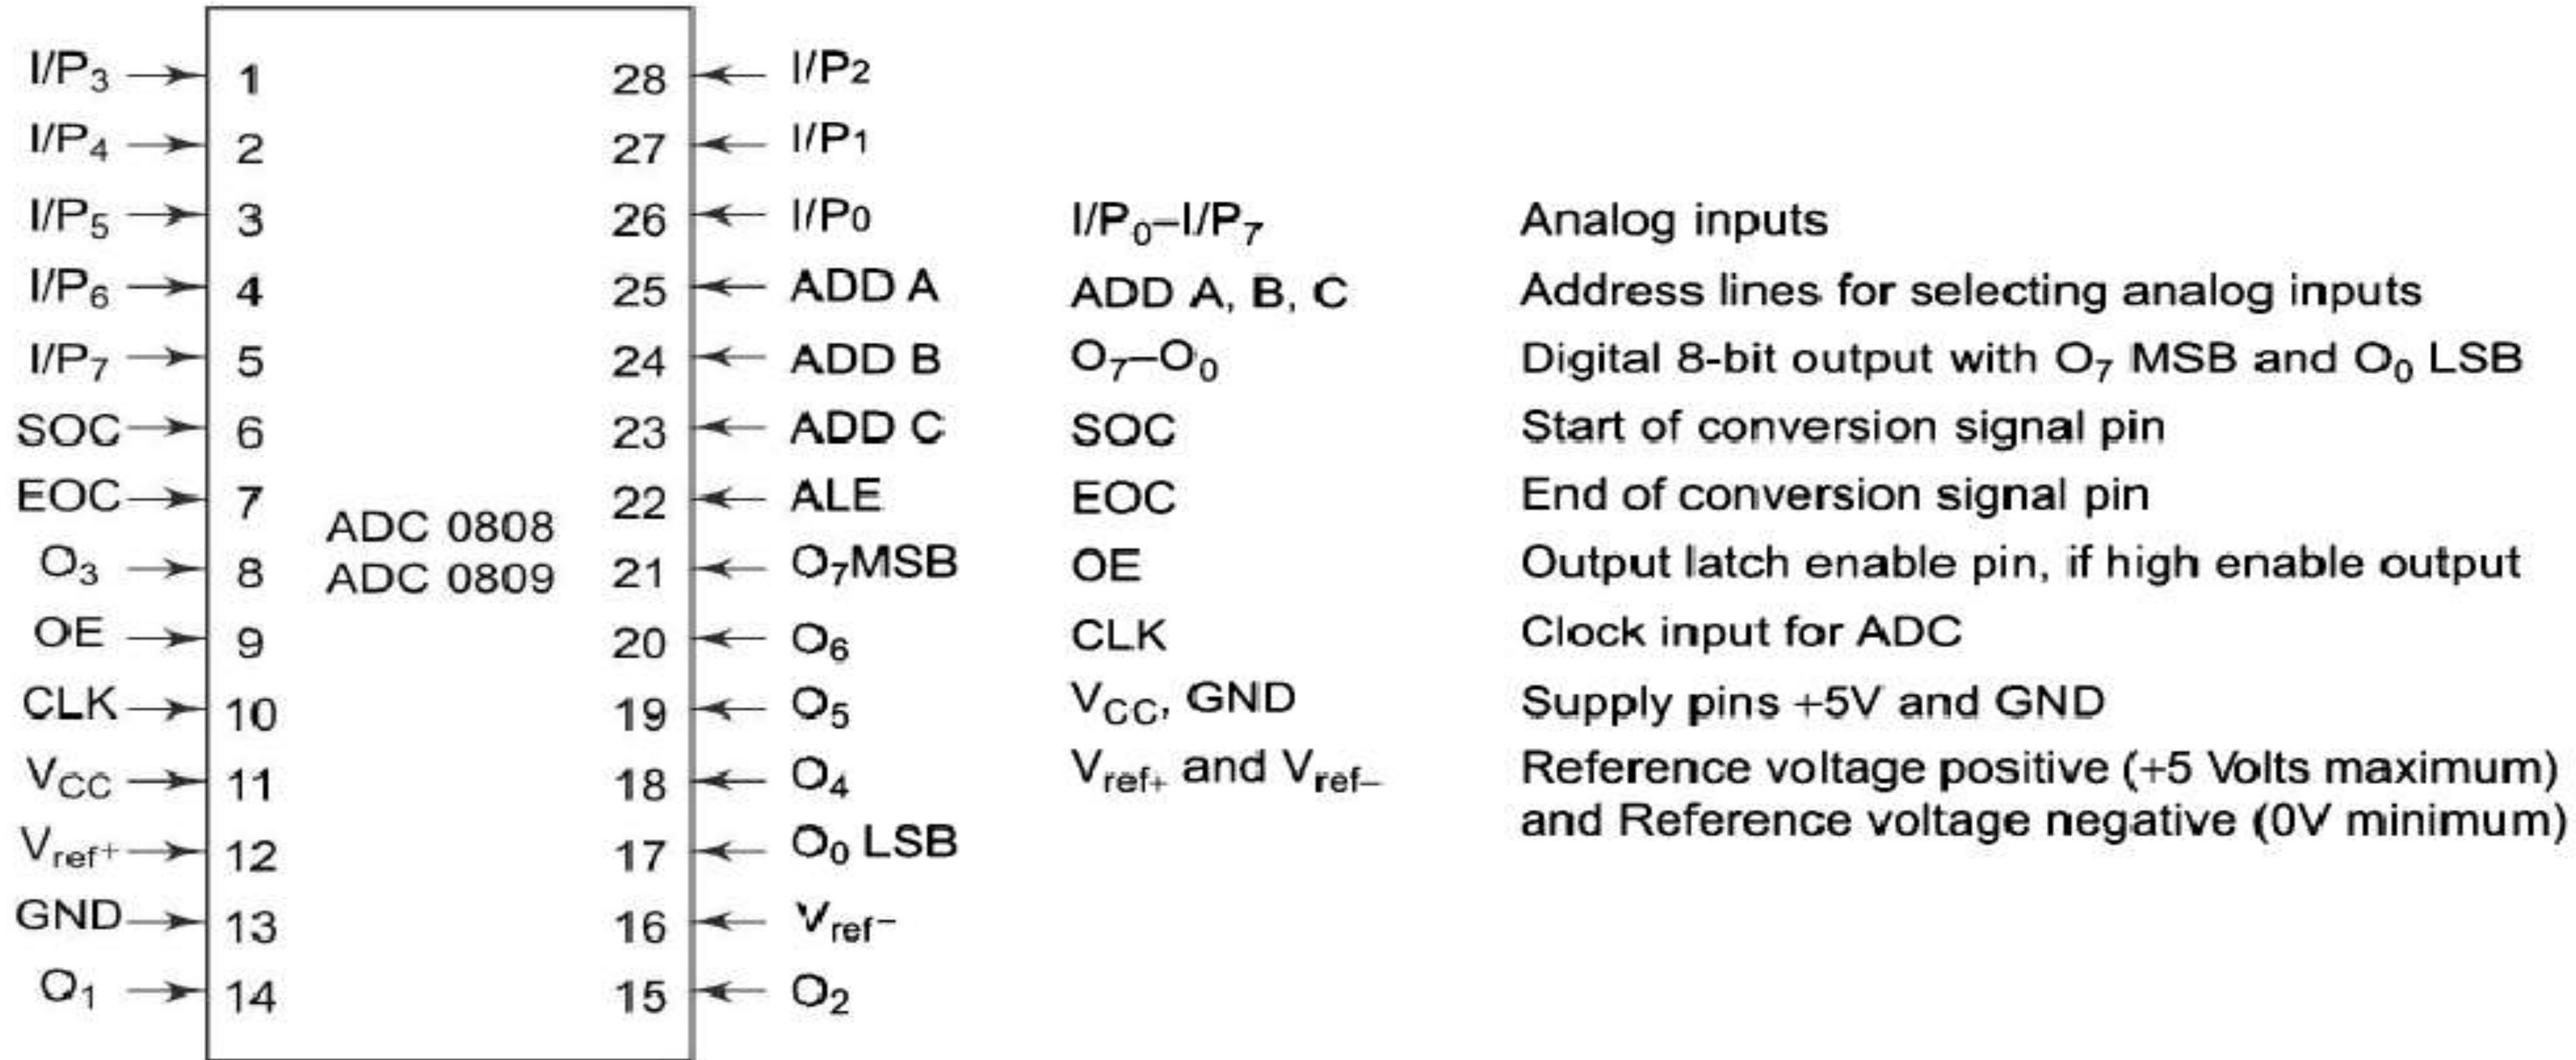 I/P₃ 1 28 I/P₂
I/P₄ 2 27 I/P₁
I/P₅ 3 26 I/P₀ I/P₀–I/P₇ Analog inputs
I/P₆ 4 25 ADD A ADD A, B, C Address lines for selecting analog inputs
I/P₇ 5 24 ADD B O₇–O₀ Digital 8-bit output with O₇ MSB and O₀ LSB
SOC 6 23 ADD C SOC Start of conversion signal pin
EOC 7 22 ALE EOC End of conversion signal pin
ADC 0808
O₃ 8 21 O₇MSB OE Output latch enable pin, if high enable output
ADC 0809
OE 9 20 O₆ CLK Clock input for ADC
CLK 10 19 O₅ V_CC, GND Supply pins +5V and GND
V_CC 11 18 O₄ V_ref+ and V_ref– Reference voltage positive (+5 Volts maximum)
and Reference voltage negative (0V minimum)
V_ref+ 12 17 O₀ LSB
GND 13 16 V_ref–
O₁ 14 15 O₂